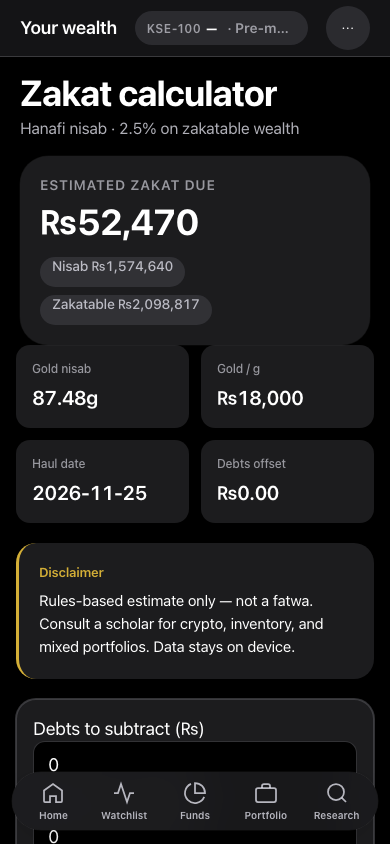 Your wealth
KSE-100 — · Pre-m...
...
Zakat calculator
Hanafi nisab · 2.5% on zakatable wealth
ESTIMATED ZAKAT DUE
₨52,470
Nisab ₨1,574,640
Zakatable ₨2,098,817
Gold nisab
87.48g
Gold / g
₨18,000
Haul date
2026-11-25
Debts offset
₨0.00
Disclaimer
Rules-based estimate only — not a fatwa.
Consult a scholar for crypto, inventory, and
mixed portfolios. Data stays on device.
Debts to subtract (₨)
0
Home
Watchlist
Funds
Portfolio
Research
0